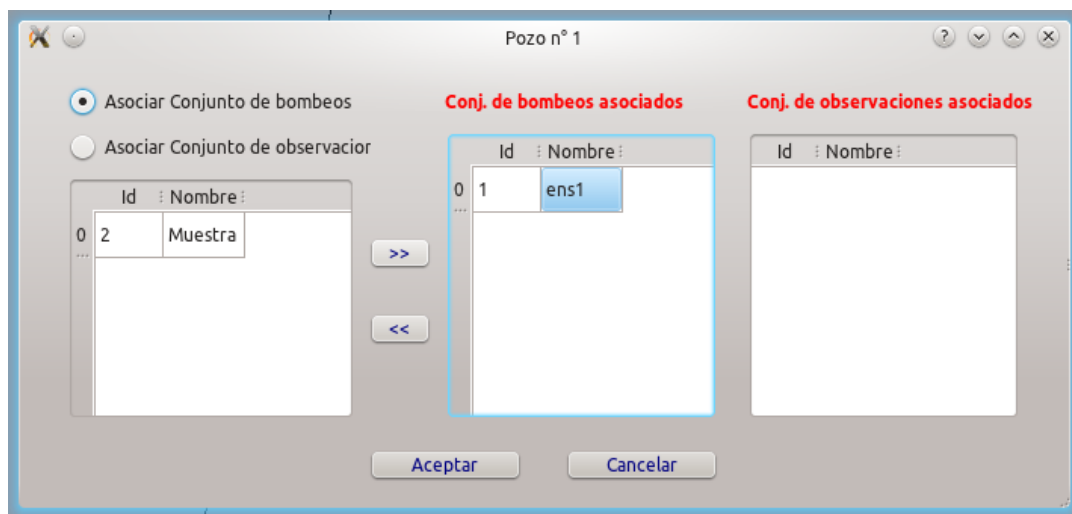 Pozo n° 1
Asociar Conjunto de bombeos
Asociar Conjunto de observacior
Id Nombre
0 2 Muestra
...
>>
<<
Conj. de bombeos asociados
Id Nombre
0 1 ens1
...
Conj. de observaciones asociados
Id Nombre
Aceptar Cancelar